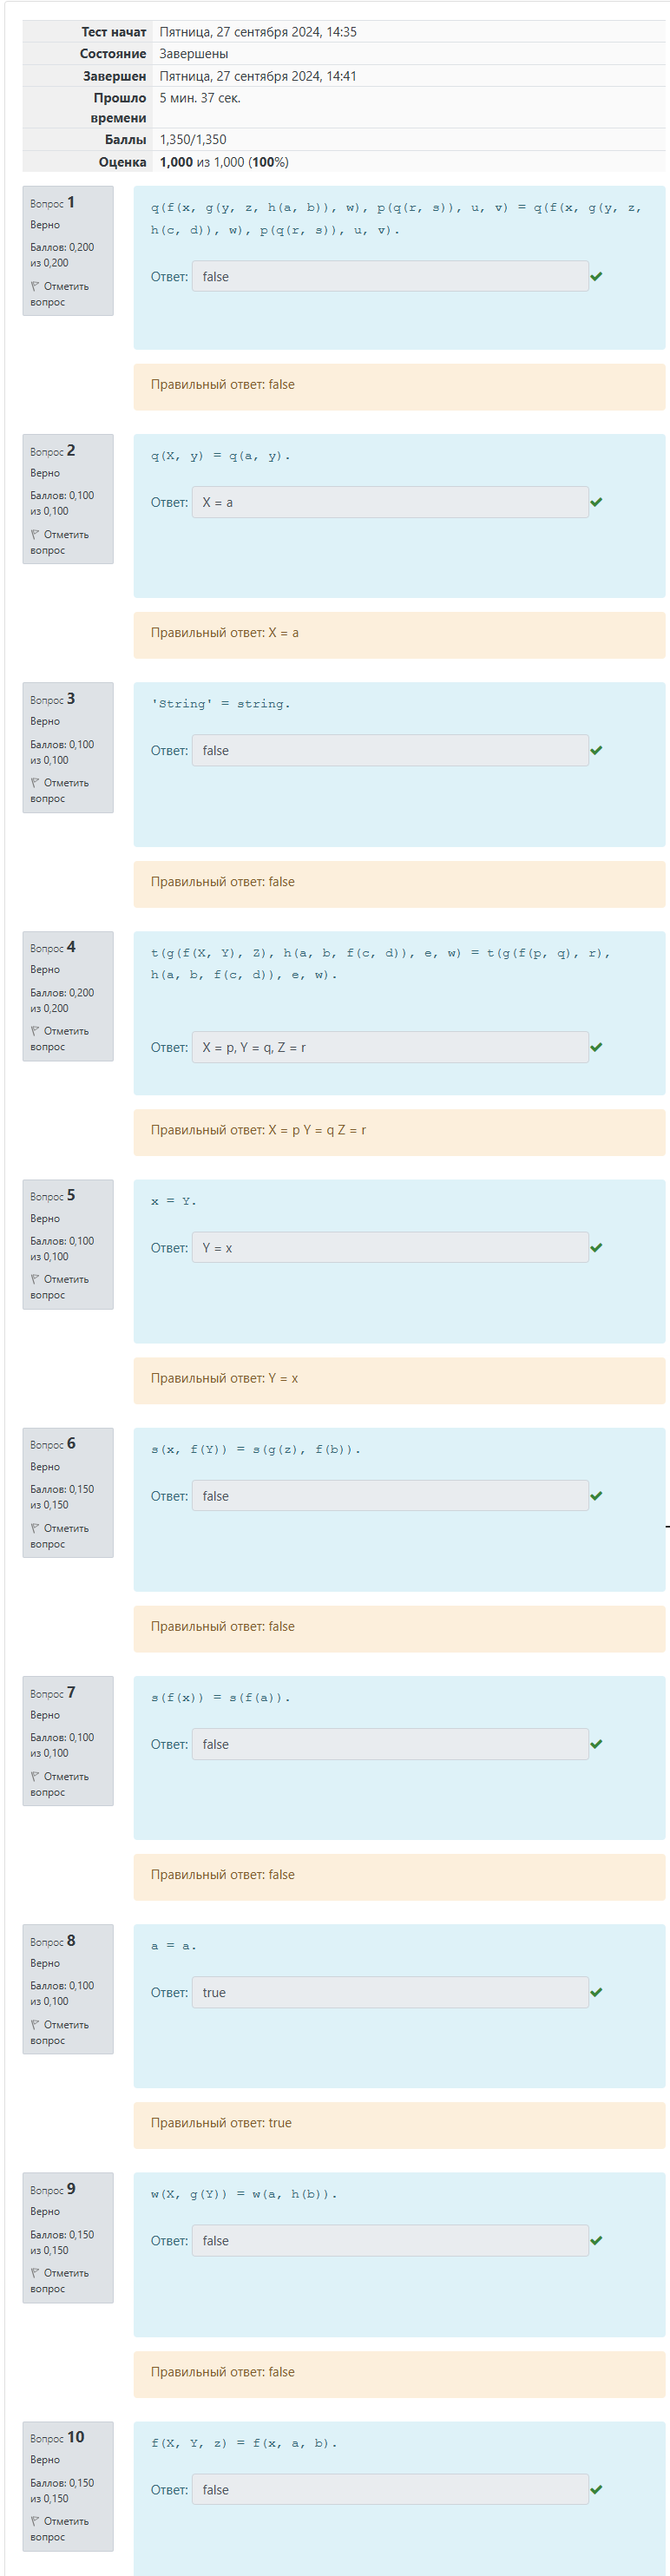 Тест начат Пятница, 27 сентября 2024, 14:35
Состояние Завершены
Завершен Пятница, 27 сентября 2024, 14:41
Прошло 5 мин. 37 сек.
времени
Баллы 1,350/1,350
Оценка 1,000 из 1,000 (100%)
Вопрос 1
Верно
Баллов: 0,200
из 0,200
Отметить
вопрос
q(f(x, g(y, z, h(a, b)), w), p(q(r, s)), u, v) = q(f(x, g(y, z,
h(c, d)), w), p(q(r, s)), u, v).
Ответ: false
Правильный ответ: false
Вопрос 2
Верно
Баллов: 0,100
из 0,100
Отметить
вопрос
q(X, y) = q(a, y).
Ответ: X = a
Правильный ответ: X = a
Вопрос 3
Верно
Баллов: 0,100
из 0,100
Отметить
вопрос
'String' = string.
Ответ: false
Правильный ответ: false
Вопрос 4
Верно
Баллов: 0,200
из 0,200
Отметить
вопрос
t(g(f(X, Y), Z), h(a, b, f(c, d)), e, w) = t(g(f(p, q), r),
h(a, b, f(c, d)), e, w).
Ответ: X = p, Y = q, Z = r
Правильный ответ: X = p Y = q Z = r
Вопрос 5
Верно
Баллов: 0,100
из 0,100
Отметить
вопрос
x = Y.
Ответ: Y = x
Правильный ответ: Y = x
Вопрос 6
Верно
Баллов: 0,150
из 0,150
Отметить
вопрос
s(x, f(Y)) = s(g(z), f(b)).
Ответ: false
Правильный ответ: false
Вопрос 7
Верно
Баллов: 0,100
из 0,100
Отметить
вопрос
s(f(x)) = s(f(a)).
Ответ: false
Правильный ответ: false
Вопрос 8
Верно
Баллов: 0,100
из 0,100
Отметить
вопрос
a = a.
Ответ: true
Правильный ответ: true
Вопрос 9
Верно
Баллов: 0,150
из 0,150
Отметить
вопрос
w(X, g(Y)) = w(a, h(b)).
Ответ: false
Правильный ответ: false
Вопрос 10
Верно
Баллов: 0,150
из 0,150
Отметить
вопрос
f(X, Y, z) = f(x, a, b).
Ответ: false